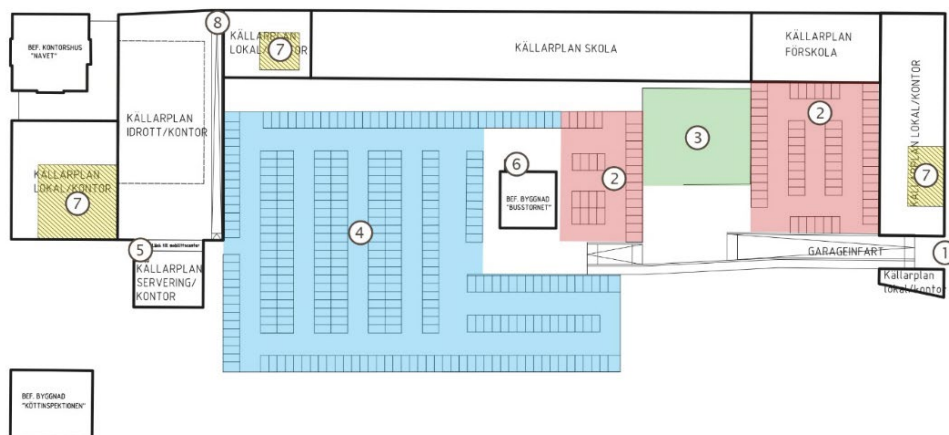 8
BEF. KONTORSHUS
"NAVET"
KÄLLARPLAN
LOKAL/KONTOR
7
KÄLLARPLAN SKOLA
KÄLLARPLAN
FÖRSKOLA
KÄLLARPLAN LOKAL/KONTOR
7
KÄLLARPLAN
IDROTT/KONTOR
2
3
2
6
BEF. BYGGNAD
"BUSSTORNET"
KÄLLARPLAN
LOKAL/KONTOR
7
4
5
KÄLLARPLAN
SERVERING/
KONTOR
GARAGEINFART
1
Källarplan
lokal/kontor
BEF. BYGGNAD
"KÖTTINSPEKTIONEN"